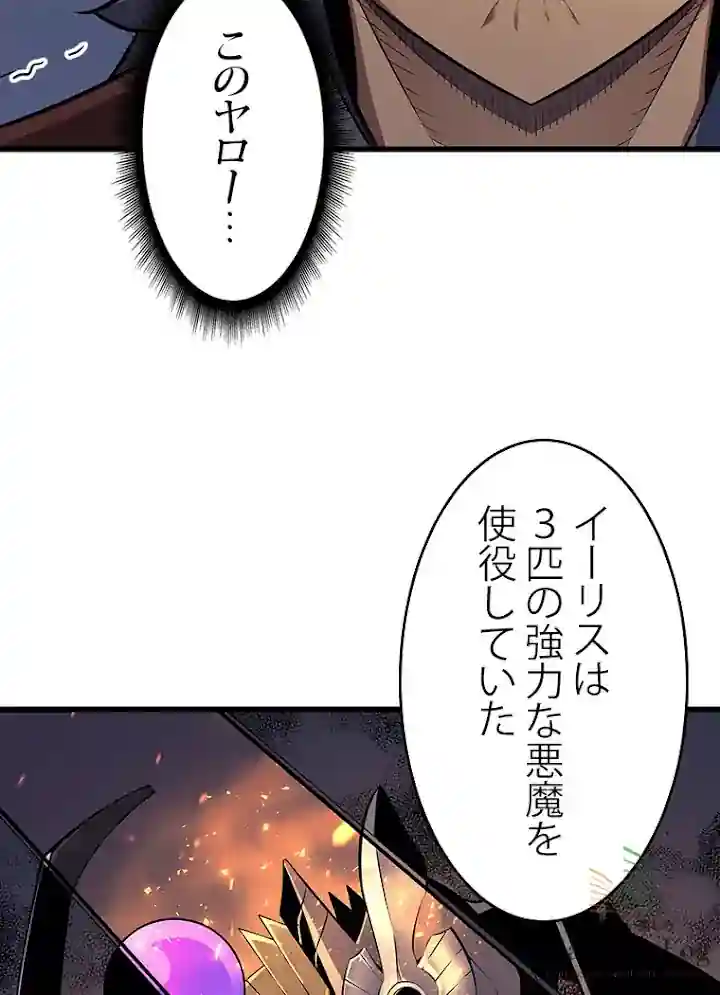 このヤロー…
イーリスは
3匹の強力な悪魔を
使役していた